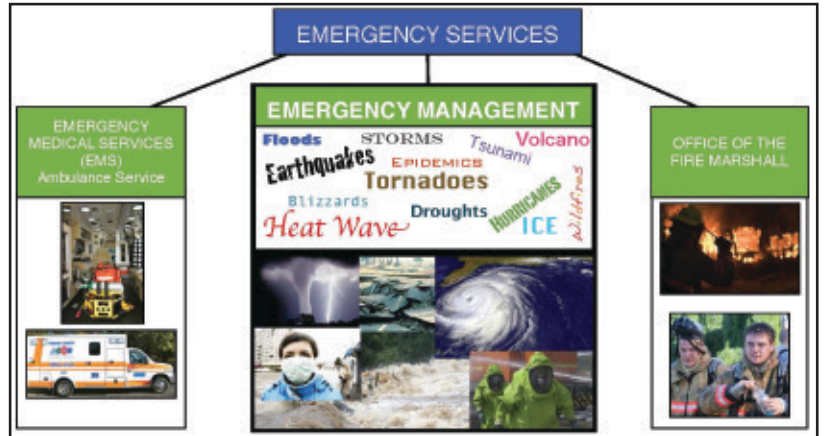 EMERGENCY SERVICES
EMERGENCY
MEDICAL SERVICES
(EMS)
Ambulance Service
EMERGENCY MANAGEMENT
Floods
STORMS
Tsunami
Volcano
Earthquakes
EPIDEMICS
Tornadoes
Blizzards
Droughts
HURRICANES
Wildfires
Heat Wave
ICE
OFFICE OF THE
FIRE MARSHALL